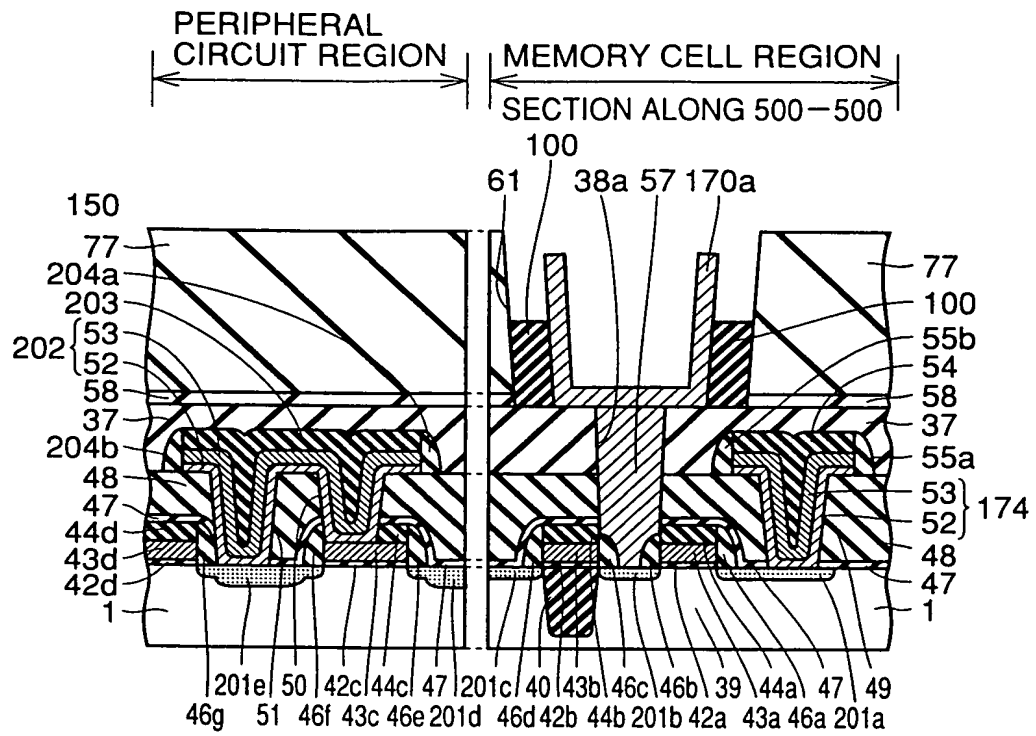 PERIPHERAL
CIRCUIT REGION
MEMORY CELL REGION
SECTION ALONG 500-500
100
61 38a 57 170a
150
77
204a
203
202 { 53
52
58
37
204b
48
47
44d
43d
42d
1
77
100
55b
54
58
37
55a
53
52 } 174
48
47
1
201e 50 42c 44c 47 201c 40 43b 46c 46b 39 44a 47 49
46g 51 46f 43c 46e 201d 46d 42b 44b 201b 42a 43a 46a 201a